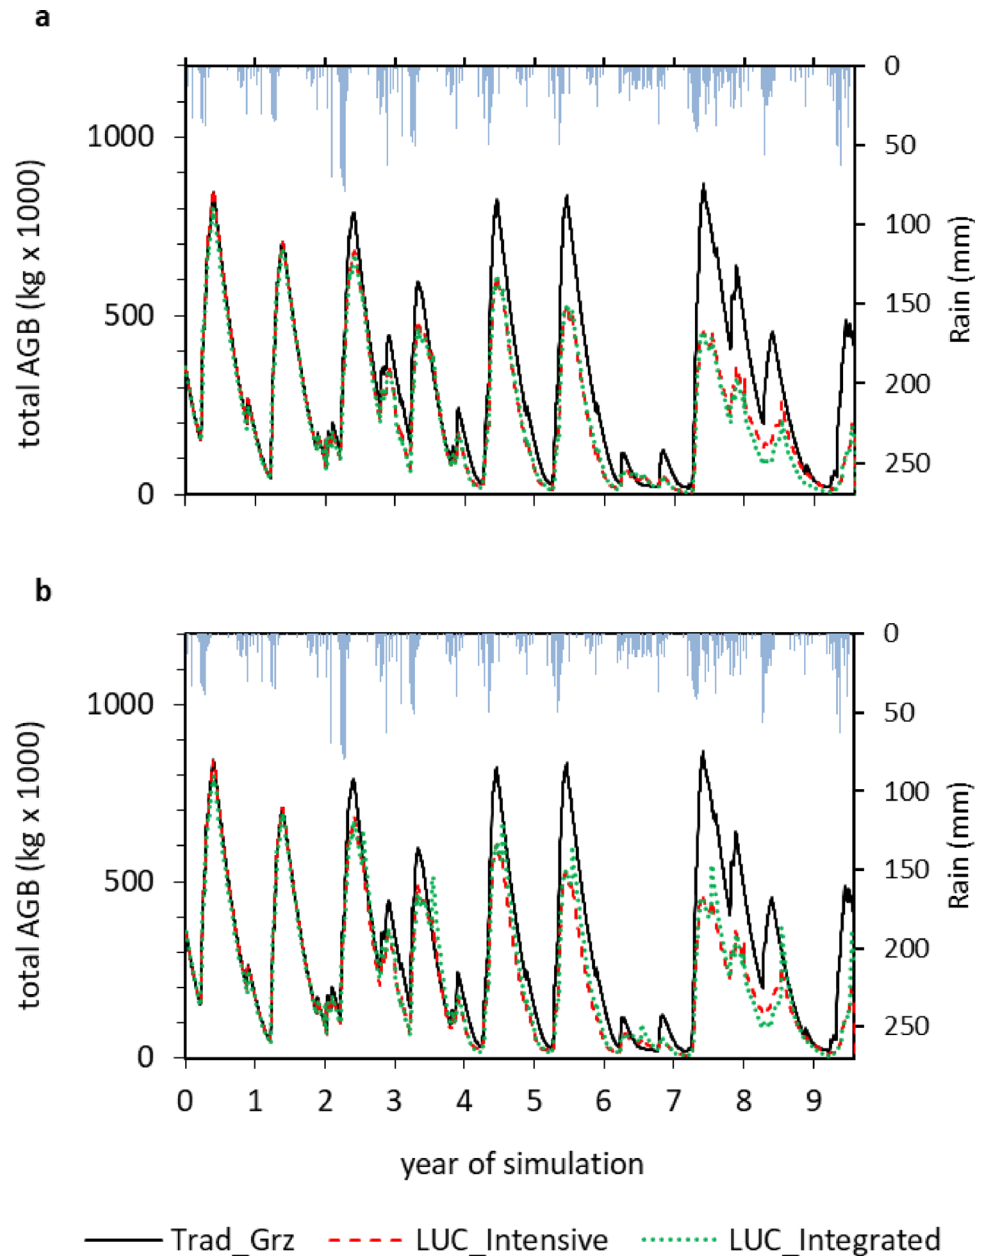 a
total AGB (kg x 1000)
1000
500
0
0
50
100
150
200
250
Rain (mm)
b
total AGB (kg x 1000)
1000
500
0
0
50
100
150
200
250
Rain (mm)
0 1 2 3 4 5 6 7 8 9
year of simulation
Trad_Grz LUC_Intensive LUC_Integrated